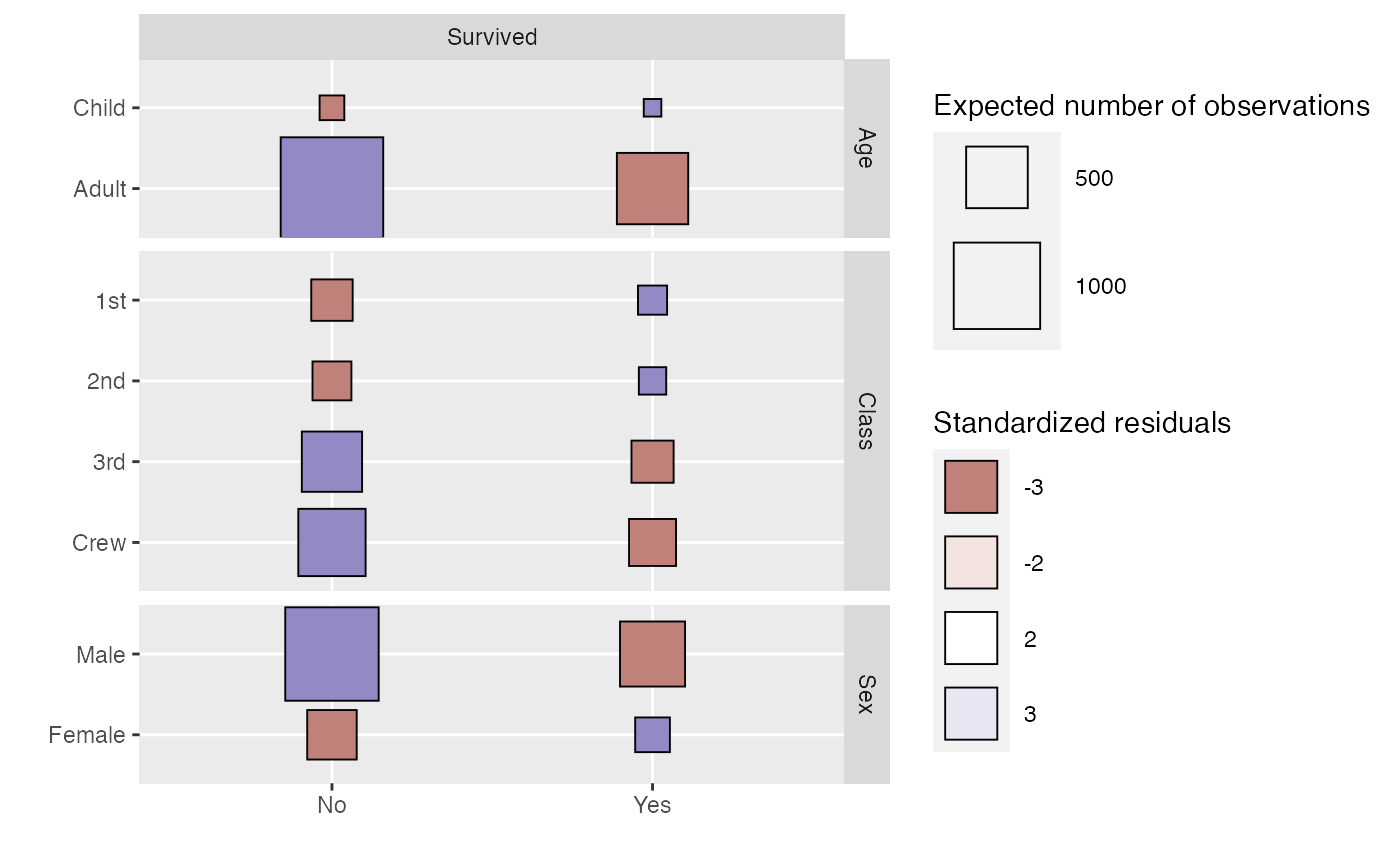 Survived
Child
Adult
Age
1st
2nd
3rd
Crew
Class
Male
Female
Sex
No
Yes
Expected number of observations
500
1000
Standardized residuals
-3
-2
2
3